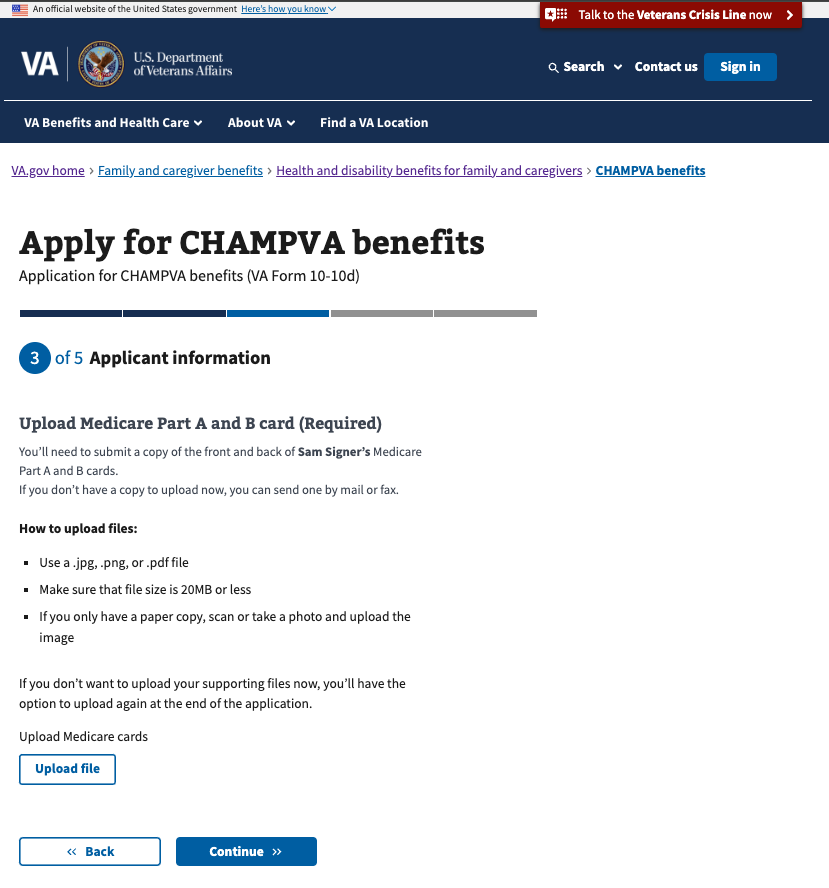 An official website of the United States government Here's how you know
Talk to the Veterans Crisis Line now
VA
U.S. Department
of Veterans Affairs
Search
Contact us
Sign in
VA Benefits and Health Care
About VA
Find a VA Location
VA.gov home › Family and caregiver benefits › Health and disability benefits for family and caregivers › CHAMPVA benefits
Apply for CHAMPVA benefits
Application for CHAMPVA benefits (VA Form 10-10d)
3 of 5 Applicant information
Upload Medicare Part A and B card (Required)
You'll need to submit a copy of the front and back of Sam Signer's Medicare
Part A and B cards.
If you don't have a copy to upload now, you can send one by mail or fax.
How to upload files:
Use a .jpg, .png, or .pdf file
Make sure that file size is 20MB or less
If you only have a paper copy, scan or take a photo and upload the
image
If you don't want to upload your supporting files now, you'll have the
option to upload again at the end of the application.
Upload Medicare cards
Upload file
Back
Continue